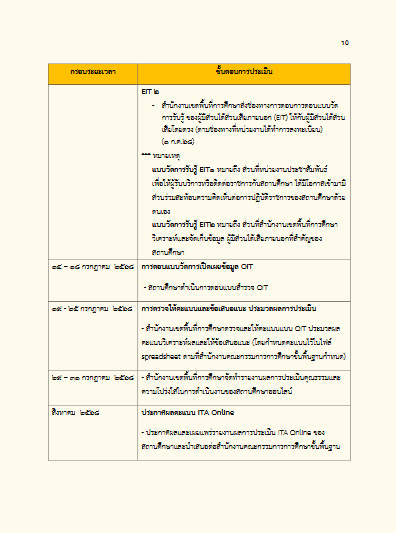 ๑๐
กรอบระยะเวลา ขั้นตอนการประเมิน
EIT ๒
- สำนักงานเขตพื้นที่การศึกษาส่งช่องทางการตอบการตอบแบบวัด
การรับรู้ ของผู้มีส่วนได้ส่วนเสียภายนอก (EIT) ให้กับผู้มีส่วนได้ส่วน
เสียโดยตรง (ตามช่องทางที่หน่วยงานได้ทำการลงทะเบียน)
(๑ ก.ค.๖๘)
*** หมายเหตุ
แบบวัดการรับรู้ EIT๑ หมายถึง ส่วนที่หน่วยงานประชาสัมพันธ์
เพื่อให้ผู้รับบริการหรือติดต่อราชการกับสถานศึกษา ได้มีโอกาสเข้ามามี
ส่วนร่วมสะท้อนความคิดเห็นต่อการปฏิบัติราชการของสถานศึกษาด้วย
ตนเอง
แบบวัดการรับรู้ EIT๒ หมายถึง ส่วนที่สำนักงานเขตพื้นที่การศึกษา
วิเคราะห์และจัดเก็บข้อมูล ผู้มีส่วนได้เสียภายนอกที่สำคัญของ
สถานศึกษา
๑๕ – ๑๘ กรกฎาคม ๒๕๖๘ การตอบแบบวัดการเปิดเผยข้อมูล OIT
- สถานศึกษาดำเนินการตอบแบบสำรวจ OIT
๑๙ - ๒๕ กรกฎาคม ๒๕๖๘ การตรวจให้คะแนนและข้อเสนอแนะ ประมวลผลการประเมิน
- สำนักงานเขตพื้นที่การศึกษาตรวจและให้คะแนนแบบ OIT ประมวลผล
คะแนนวิเคราะห์ผลและให้ข้อเสนอแนะ (โดยกำหนดคะแนนไว้ในไฟล์
spreadsheet ตามที่สำนักงานคณะกรรมการการศึกษาขั้นพื้นฐานกำหนด)
๒๙ – ๓๑ กรกฎาคม ๒๕๖๘ - สำนักงานเขตพื้นที่การศึกษาจัดทำรายงานผลการประเมินคุณธรรมและ
ความโปร่งใสในการดำเนินงานของสถานศึกษาออนไลน์
สิงหาคม ๒๕๖๘ ประกาศผลคะแนน ITA Online
- ประกาศผลและเผยแพร่รายงานผลการประเมิน ITA Online ของ
สถานศึกษาและนำเสนอต่อสำนักงานคณะกรรมการการศึกษาขั้นพื้นฐาน